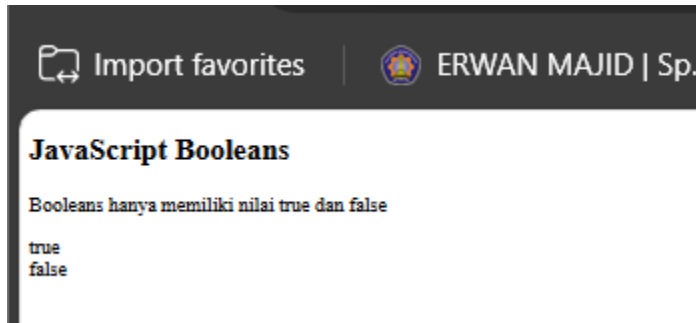 Import favorites
ERWAN MAJID | Sp.
JavaScript Booleans
Booleans hanya memiliki nilai true dan false
true
false